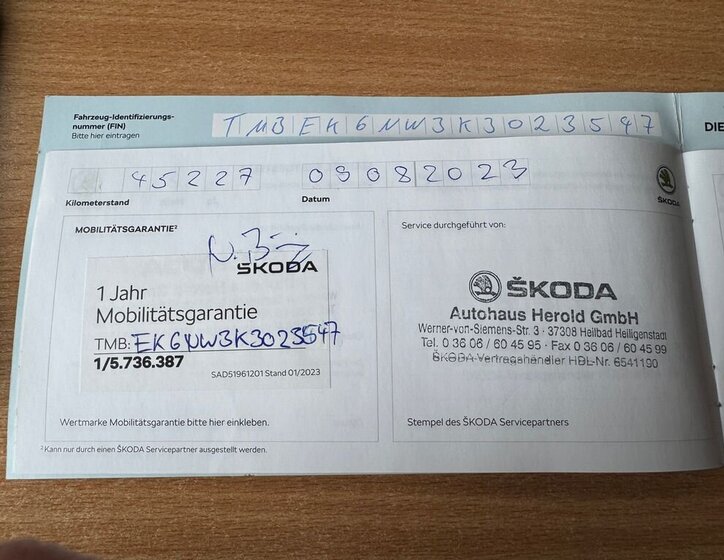 Fahrzeug-Identifizierungs-
nummer (FIN)
Bitte hier eintragen
TMBEK6NW3K3023547
DIE
45227
09082023
Kilometerstand
Datum
ŠKODA
MOBILITÄTSGARANTIE²
Service durchgeführt von:
ŠKODA
1 Jahr
Mobilitätsgarantie
TMB: EK6NW3K3023547
1/5.736.387
SAD51961201 Stand 01/2023
ŠKODA
Autohaus Herold GmbH
Werner-von-Siemens-Str. 3 · 37308 Heilbad Heiligenstadt
Tel. 0 36 06 / 60 45 95 · Fax 0 36 06 / 60 45 99
ŠKODA-Vertragshändler HDL-Nr. 6541190
Wertmarke Mobilitätsgarantie bitte hier einkleben.
Stempel des ŠKODA Servicepartners
² Kann nur durch einen ŠKODA Servicepartner ausgestellt werden.